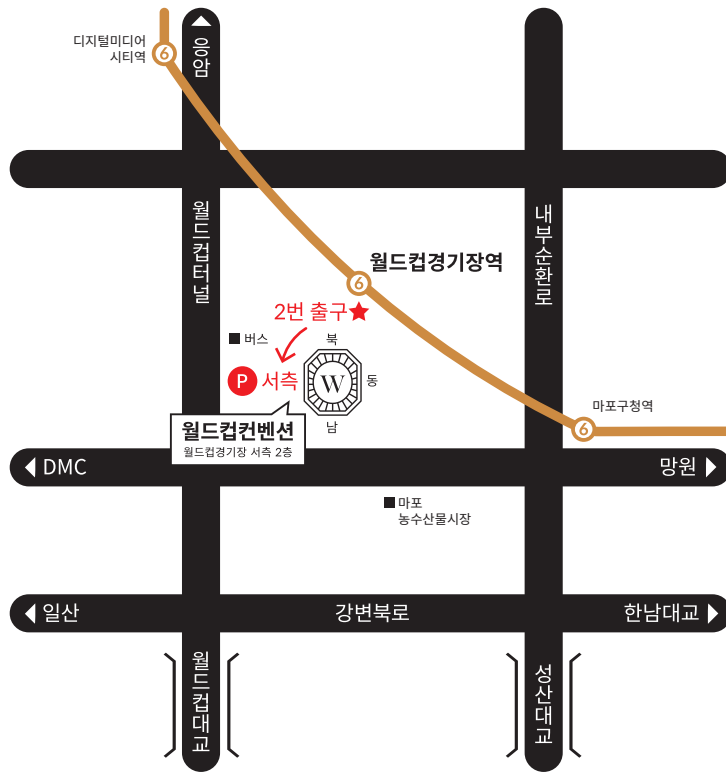 디지털미디어
시티역
6
응암
월드컵터널
내부순환로
월드컵경기장역
6
2번 출구
버스
북
P
서측
W
동
남
마포구청역
6
월드컵컨벤션
월드컵경기장 서측 2층
DMC
망원
마포
농수산물시장
일산
강변북로
한남대교
월드컵대교
성산대교